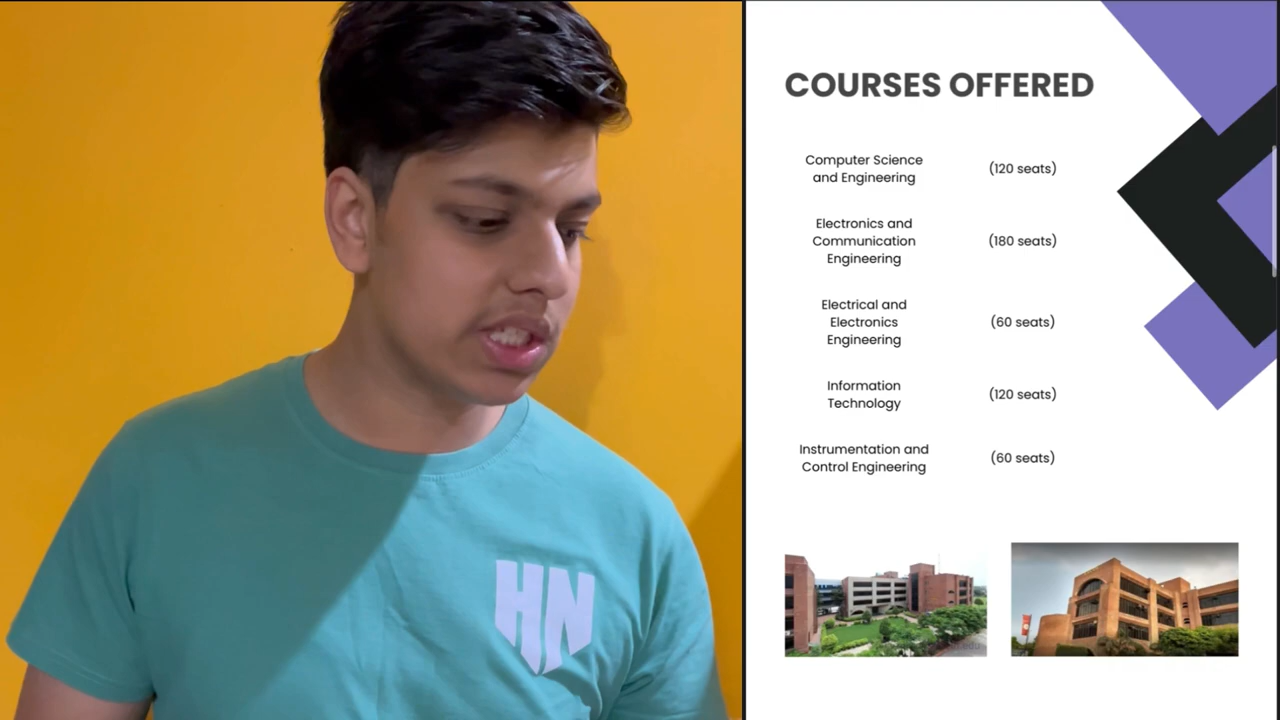 HN
COURSES OFFERED
Computer Science
and Engineering
(120 seats)
Electronics and
Communication
Engineering
(180 seats)
Electrical and
Electronics
Engineering
(60 seats)
Information
Technology
(120 seats)
Instrumentation and
Control Engineering
(60 seats)